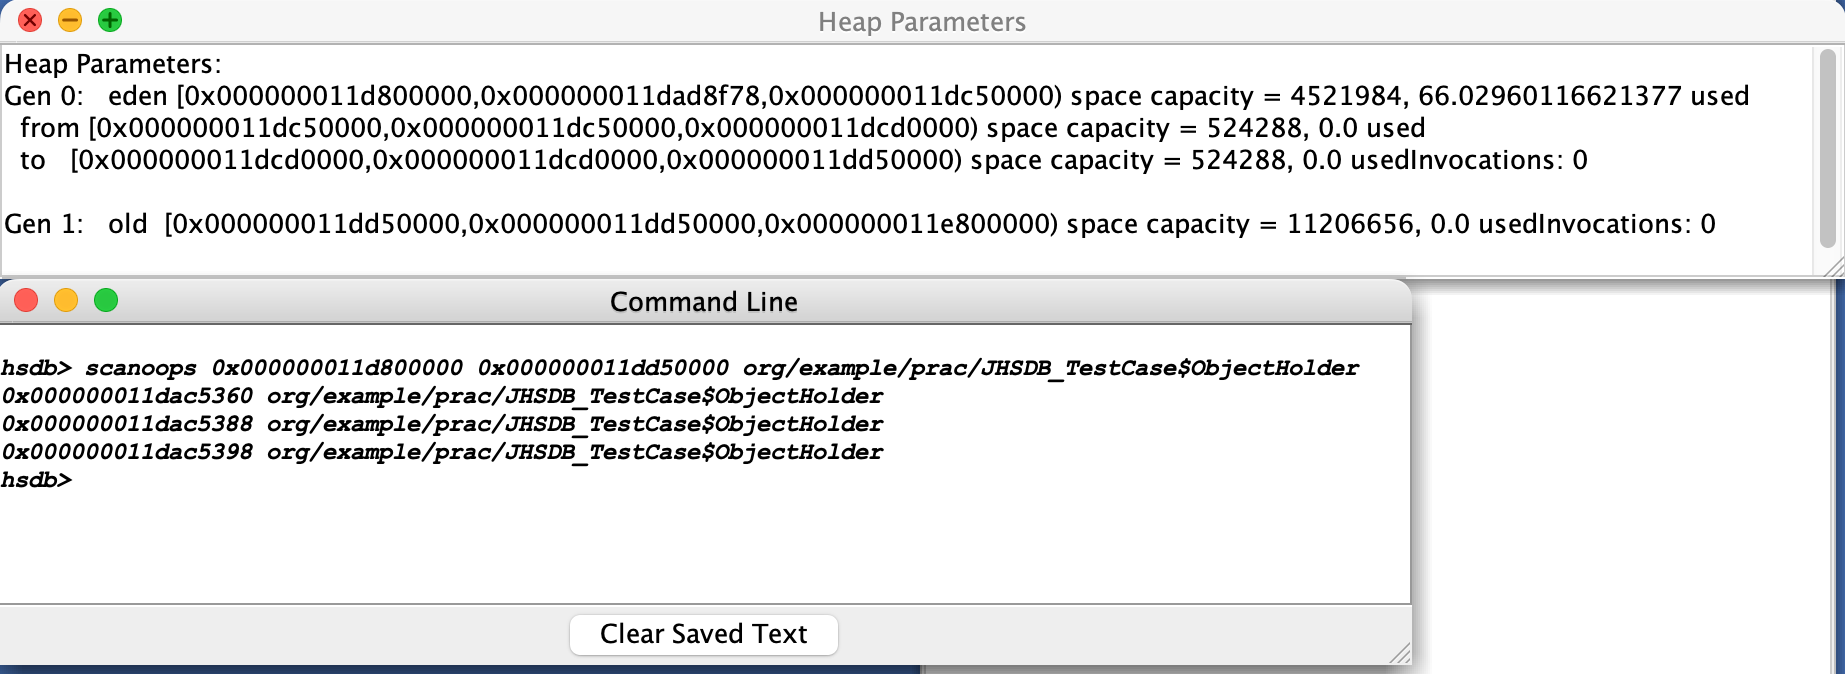 Heap Parameters
Heap Parameters:
Gen 0:   eden [0x000000011d800000,0x000000011dad8f78,0x000000011dc50000) space capacity = 4521984, 66.02960116621377 used
  from [0x000000011dc50000,0x000000011dc50000,0x000000011dcd0000) space capacity = 524288, 0.0 used
  to   [0x000000011dcd0000,0x000000011dcd0000,0x000000011dd50000) space capacity = 524288, 0.0 usedInvocations: 0
Gen 1:   old  [0x000000011dd50000,0x000000011dd50000,0x000000011e800000) space capacity = 11206656, 0.0 usedInvocations: 0
Command Line
hsdb> scanoops 0x000000011d800000 0x000000011dd50000 org/example/prac/JHSDB_TestCase$ObjectHolder
0x000000011dac5360 org/example/prac/JHSDB_TestCase$ObjectHolder
0x000000011dac5388 org/example/prac/JHSDB_TestCase$ObjectHolder
0x000000011dac5398 org/example/prac/JHSDB_TestCase$ObjectHolder
hsdb>
Clear Saved Text